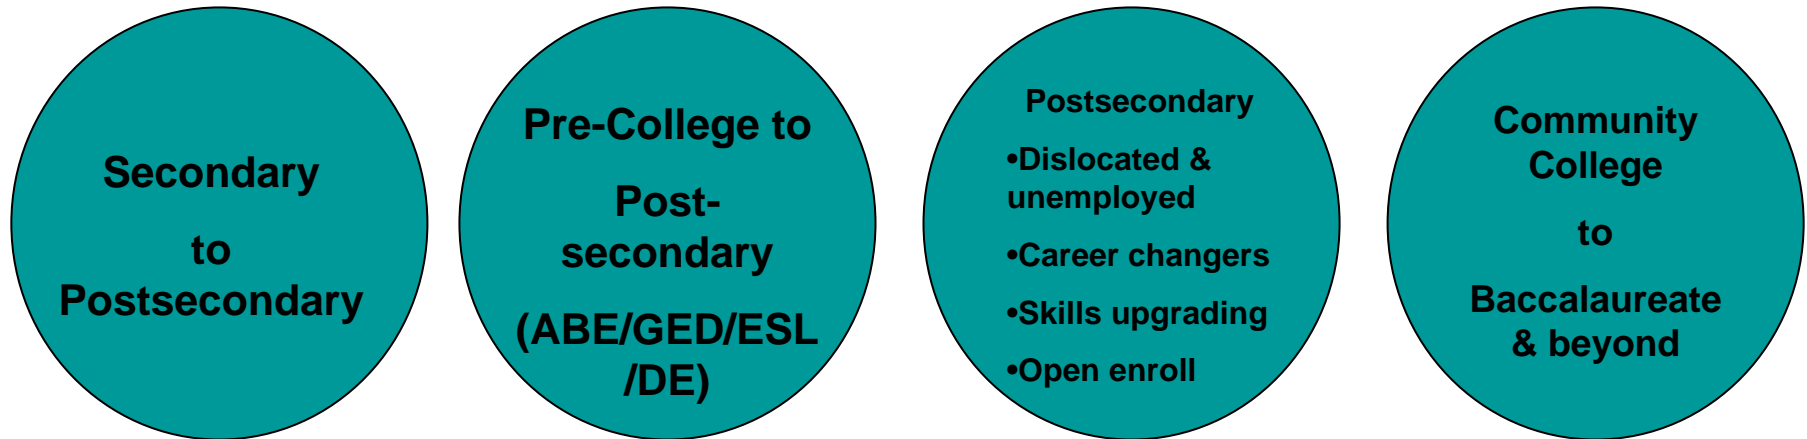 Secondary
to
Postsecondary
Pre-College to
Post-
secondary
(ABE/GED/ESL
/DE)
Postsecondary
•Dislocated &
unemployed
•Career changers
•Skills upgrading
•Open enroll
Community
College
to
Baccalaureate
& beyond